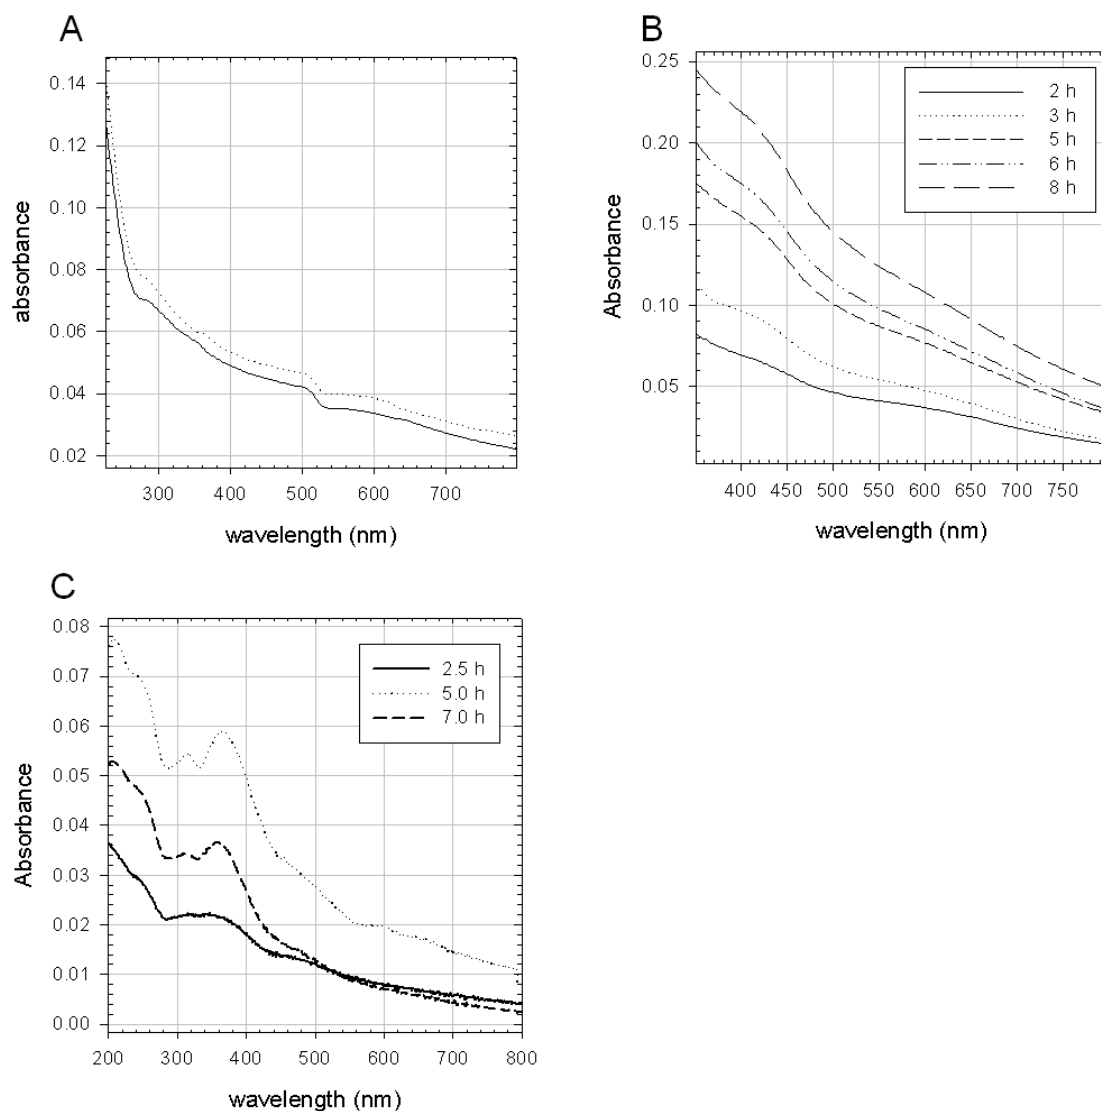 A
absorbance
0.14
0.12
0.10
0.08
0.06
0.04
0.02
300 400 500 600 700
wavelength (nm)
B
Absorbance
0.25
0.20
0.15
0.10
0.05
2 h
3 h
5 h
6 h
8 h
400 450 500 550 600 650 700 750
wavelength (nm)
C
Absorbance
0.08
0.07
0.06
0.05
0.04
0.03
0.02
0.01
0.00
2.5 h
5.0 h
7.0 h
200 300 400 500 600 700 800
wavelength (nm)